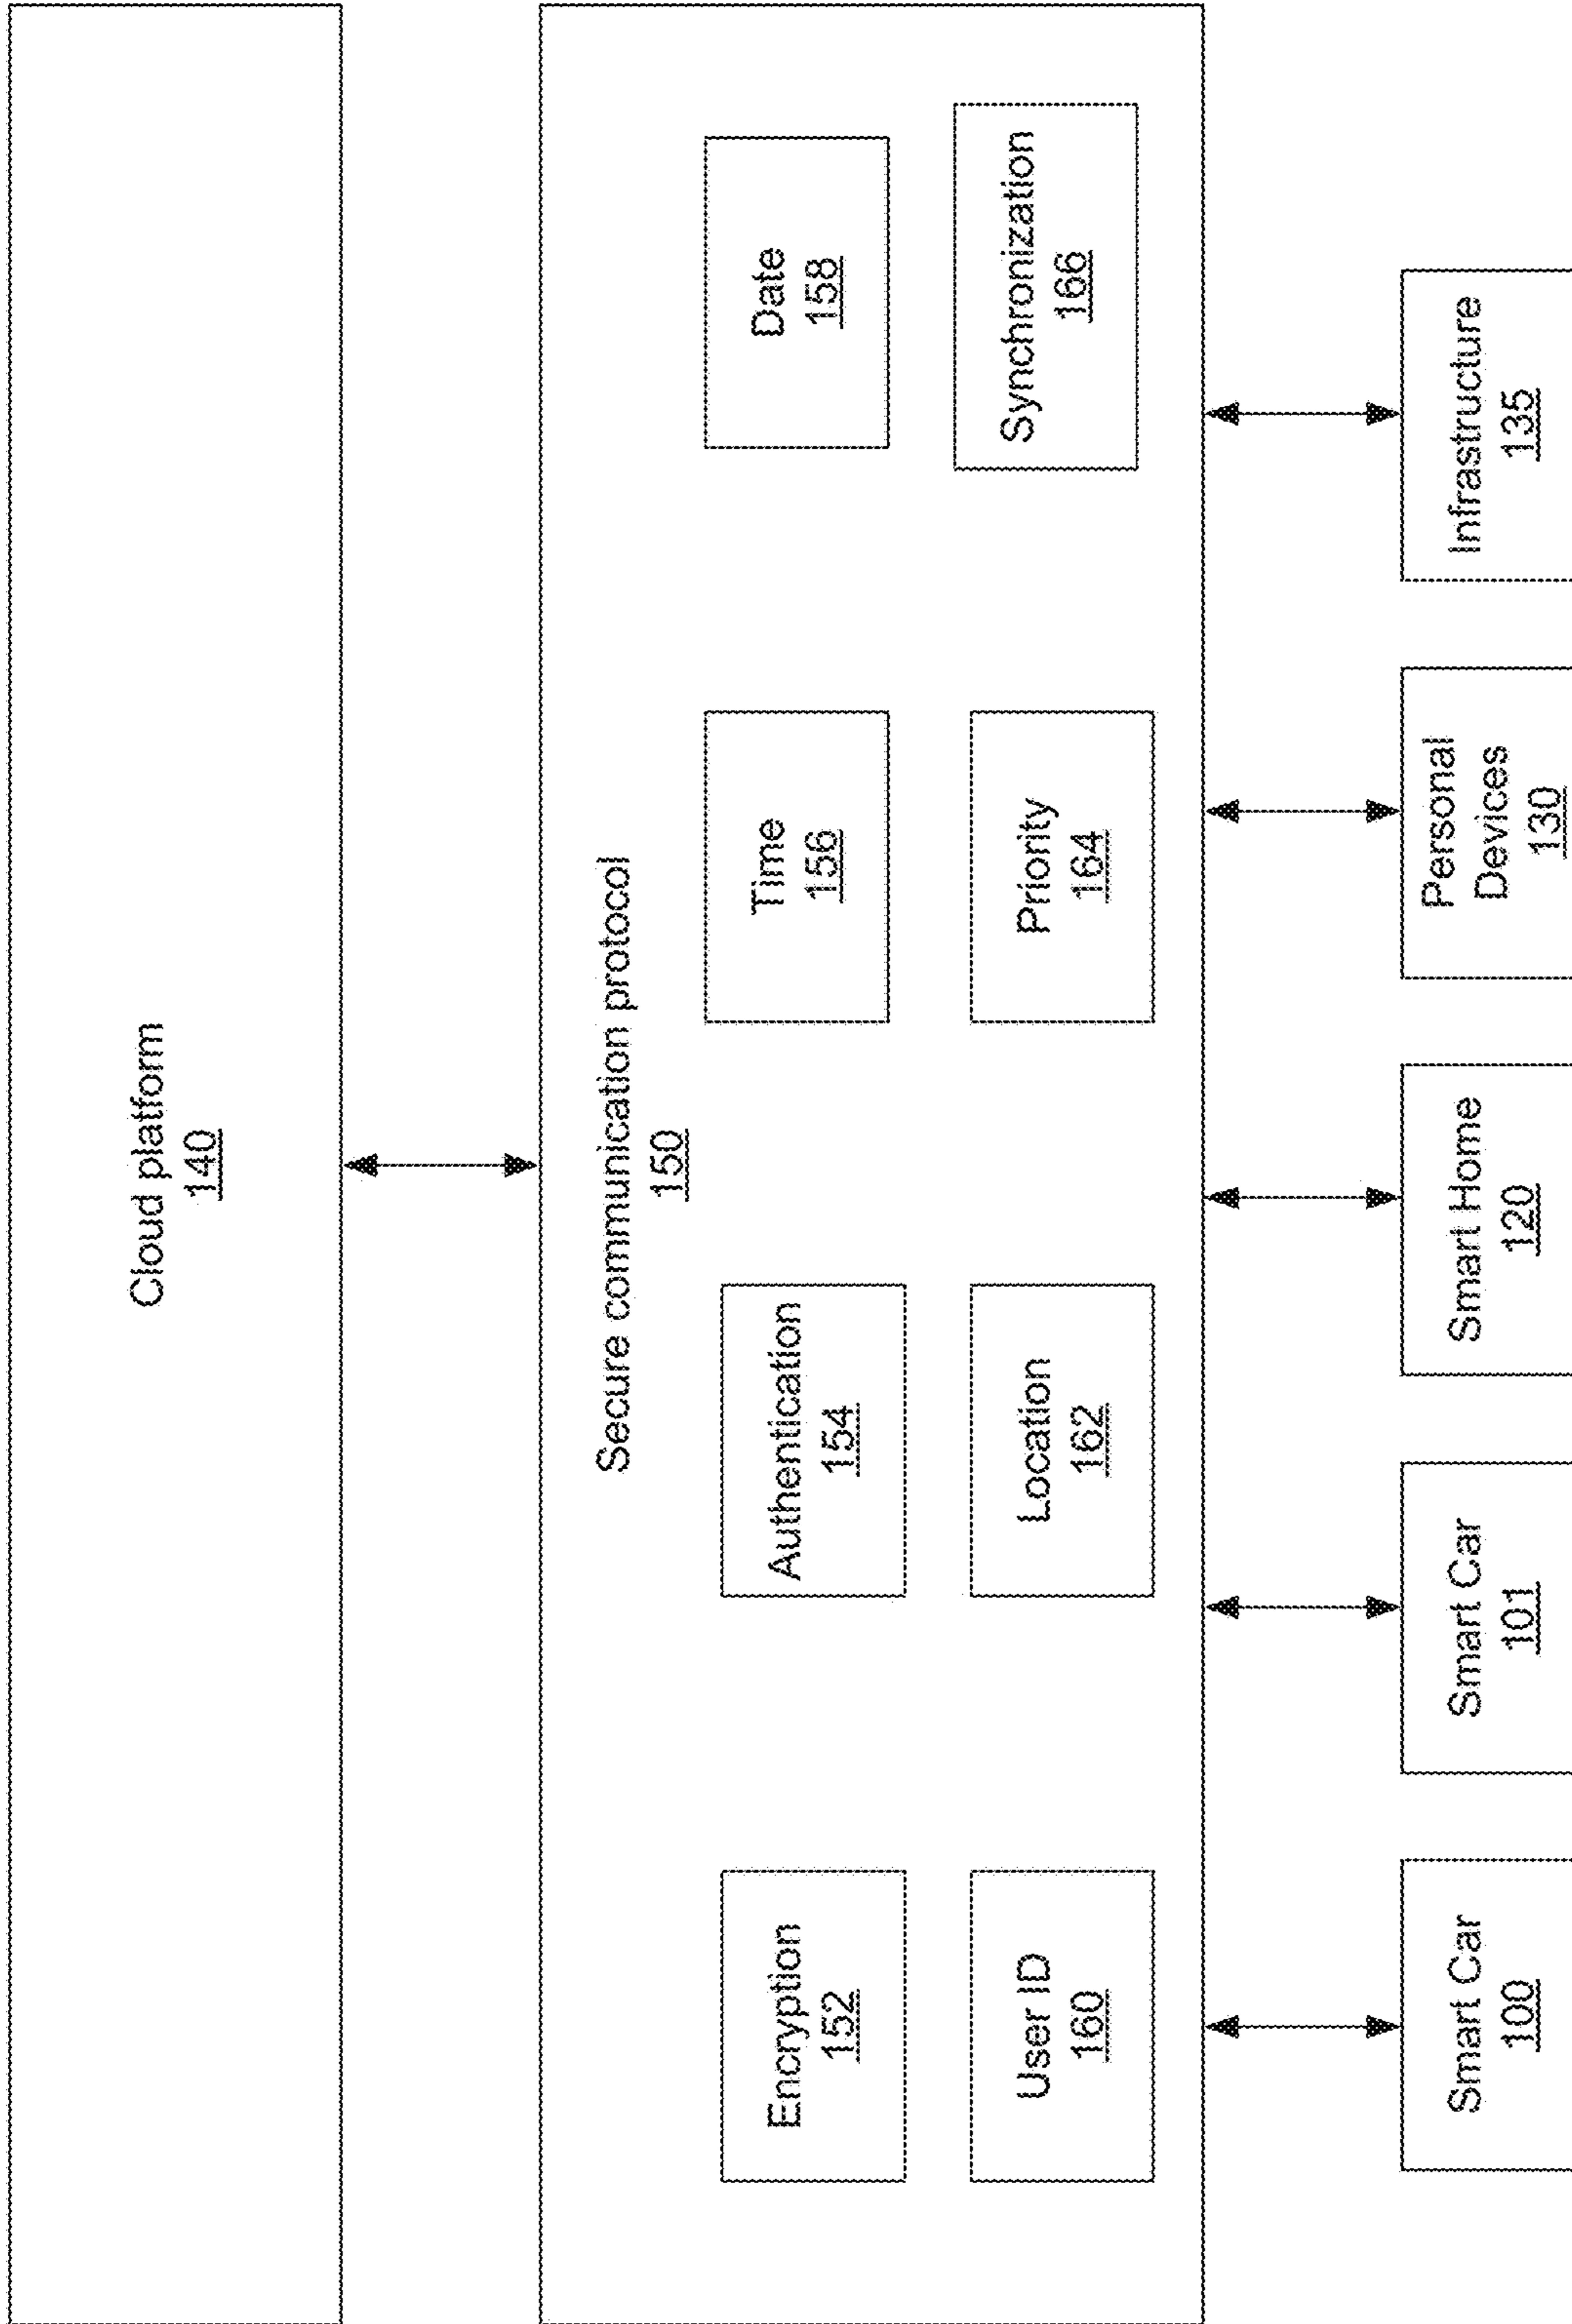 Cloud platform
140
Secure communication protocol
150
Encryption
152
Authentication
154
Time
156
Date
158
User ID
160
Location
162
Priority
164
Synchronization
166
Smart Car
100
Smart Car
101
Smart Home
120
Personal
Devices
130
Infrastructure
135